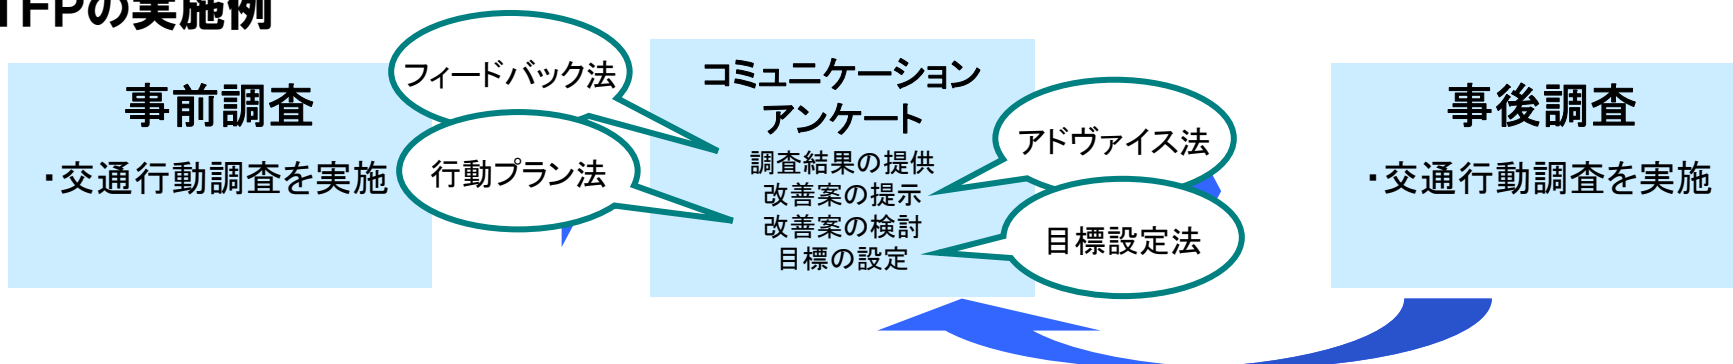 TFPの実施例
事前調査
・交通行動調査を実施
フィードバック法
行動プラン法
コミュニケーション
アンケート
調査結果の提供
改善案の提示
改善案の検討
目標の設定
アドヴァイス法
目標設定法
事後調査
・交通行動調査を実施